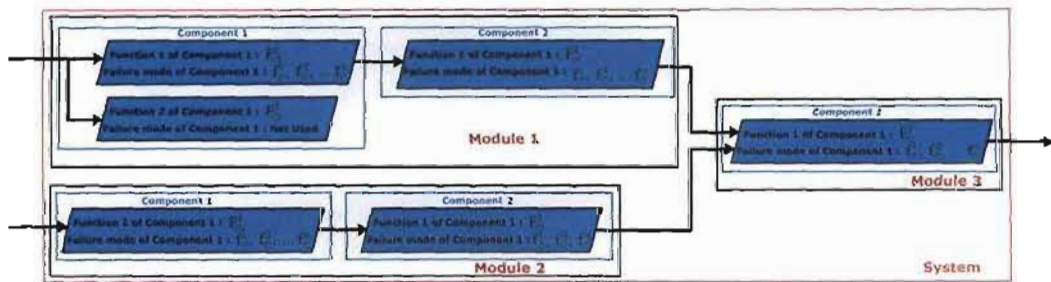 Component 1
Function 1 of Component 1 :
Failure mode of Component 1 :
Function 2 of Component 1 :
Failure mode of Component 1 : Not Used
Component 2
Function 1 of Component 1 :
Failure mode of Component 1 :
Module 1
Component 1
Function 1 of Component 1 :
Failure mode of Component 1 :
Component 2
Function 1 of Component 1 :
Failure mode of Component 1 :
Module 2
Component
Function 1 of Component 1 :
Failure mode of Component 1 :
Module 3
System